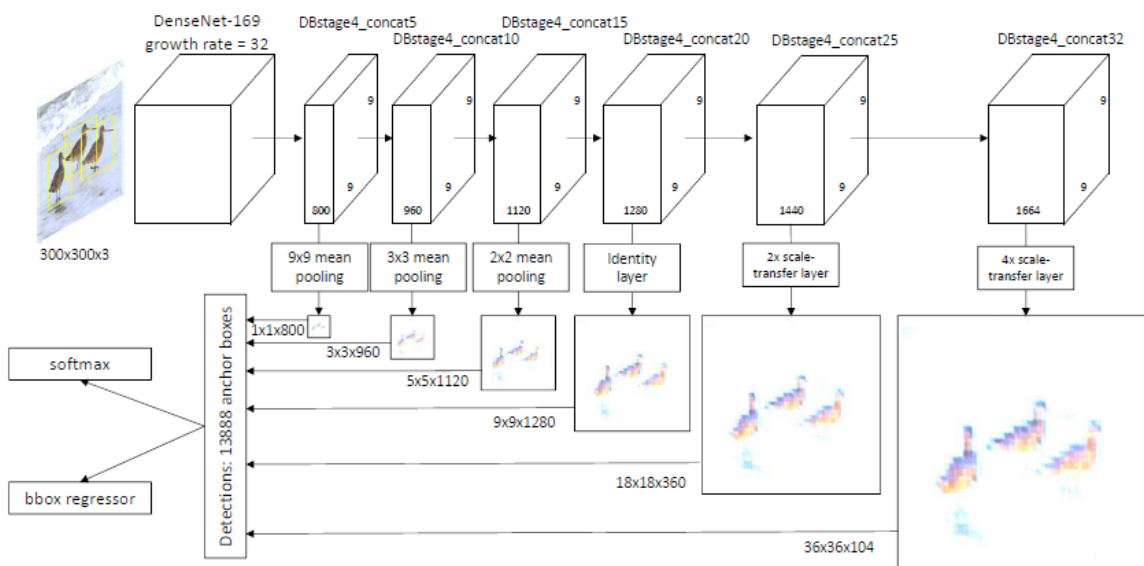 DenseNet-169
growth rate = 32
DBstage4_concat5
DBstage4_concat10
DBstage4_concat15
DBstage4_concat20
DBstage4_concat25
DBstage4_concat32
300x300x3
9
9
9
9
9
9
9
9
9
9
800
960
1120
1280
1440
1664
9x9 mean
pooling
3x3 mean
pooling
2x2 mean
pooling
Identity
layer
2x scale-
transfer layer
4x scale-
transfer layer
1x1x800
3x3x960
5x5x1120
9x9x1280
18x18x360
36x36x104
Detections: 13888 anchor boxes
softmax
bbox regressor